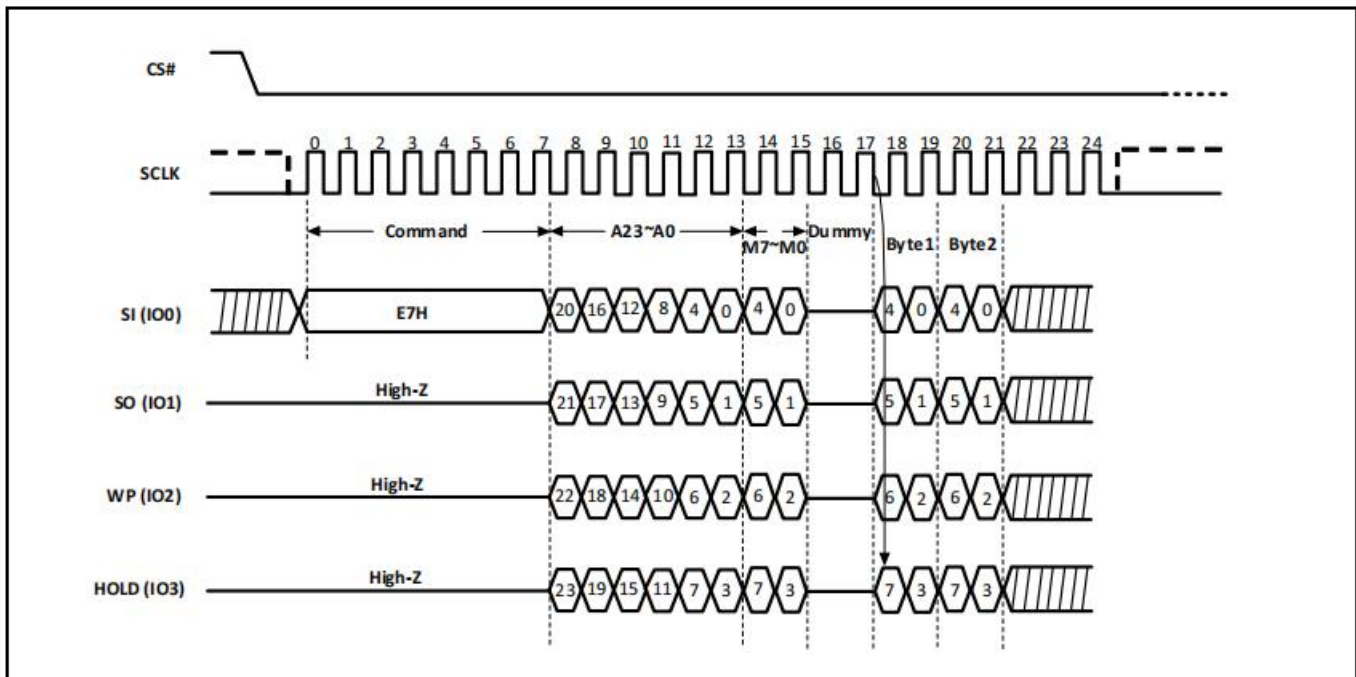 CS#
0 1 2 3 4 5 6 7 8 9 10 11 12 13 14 15 16 17 18 19 20 21 22 23 24
SCLK
Command A23~A0 M7~M0 Dummy Byte1 Byte2
SI (IO0) E7H 20 16 12 8 4 0 4 0 4 0 4 0
SO (IO1) High-Z 21 17 13 9 5 1 5 1 5 1 5 1
WP (IO2) High-Z 22 18 14 10 6 2 6 2 6 2 6 2
HOLD (IO3) High-Z 23 19 15 11 7 3 7 3 7 3 7 3